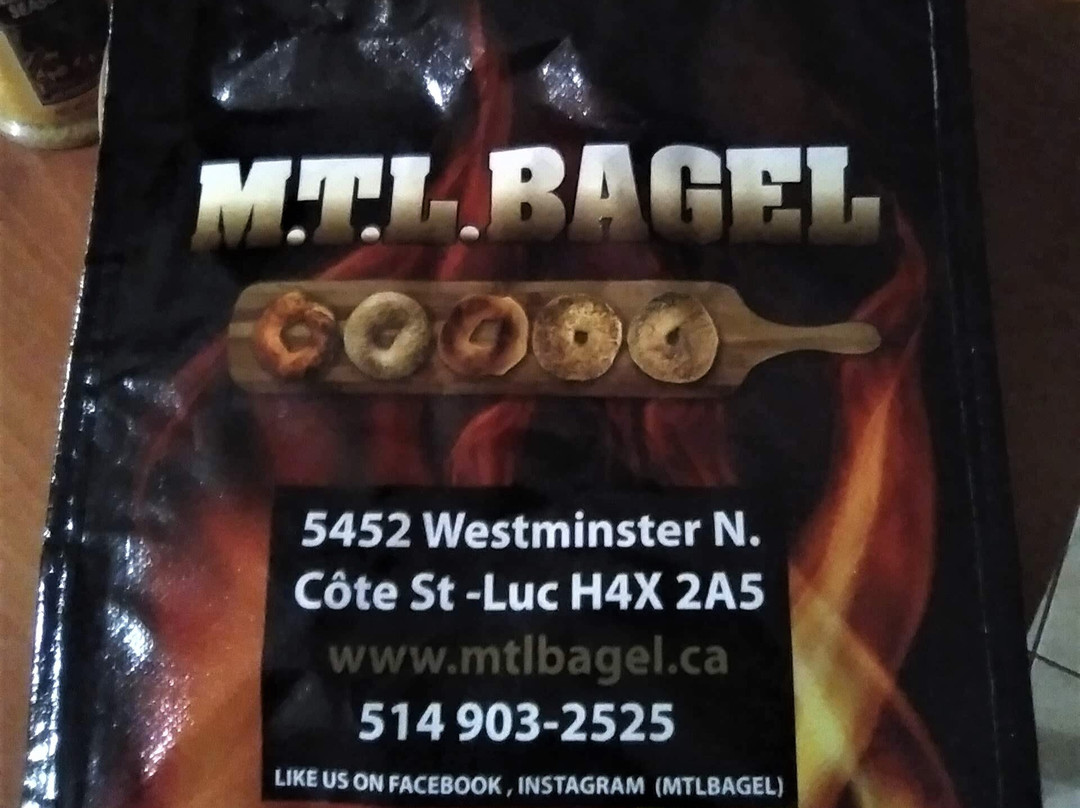 M.T.L.BAGEL
5452 Westminster N.
Côte St -Luc H4X 2A5
www.mtlbagel.ca
514 903-2525
LIKE US ON FACEBOOK , INSTAGRAM (MTLBAGEL)